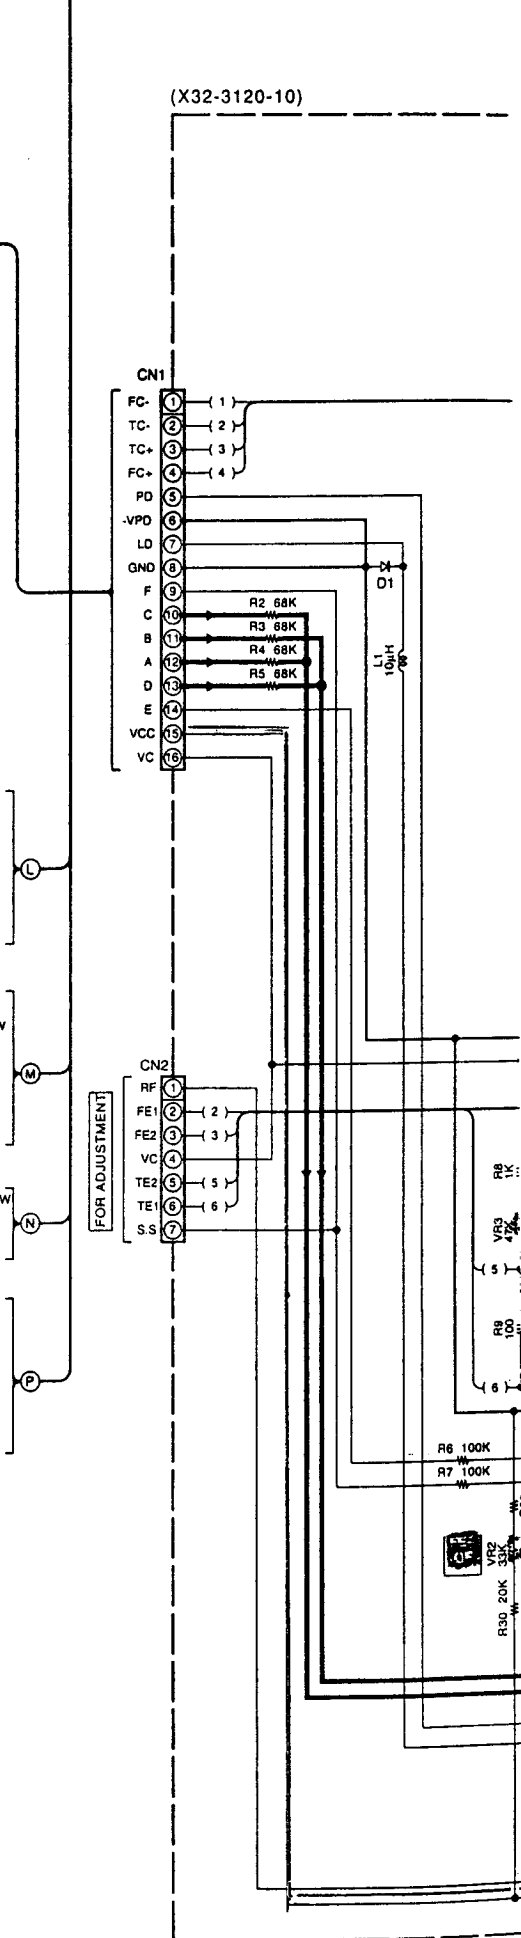 (X32-3120-10)
CN1
FC- 1 ( 1 )
TC- 2 ( 2 )
TC+ 3 ( 3 )
FC+ 4 ( 4 )
PD 5
-VPD 6
LD 7
GND 8
D1
F 9
R2 68K
C 10
R3 68K
B 11
R4 68K
A 12
R5 68K
D 13
E 14
VCC 15
VC 16
L1
10μH
L
W
M
CN2
RF 1
FE1 2 ( 2 )
FE2 3 ( 3 )
VC 4
TE2 5 ( 5 )
TE1 6 ( 6 )
S.S 7
FOR ADJUSTMENT
W
N
R8
1K
VR3
47K
( 5 )
R9
100
P
( 6 )
R6 100K
R7 100K
VR2
33K
R30 20K